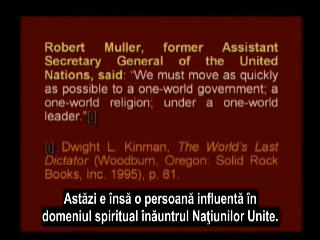 Robert Muller, former Assistant
Secretary General of the United
Nations, said: “We must move as quickly
as possible to a one-world government; a
one-world religion; under a one-world
leader.”[i]
[i] Dwight L. Kinman, The World's Last
Dictator (Woodburn, Oregon: Solid Rock
Books, Inc. 1995), p. 81.
Astăzi e însă o persoană influentă în
domeniul spiritual înăuntrul Naţiunilor Unite.